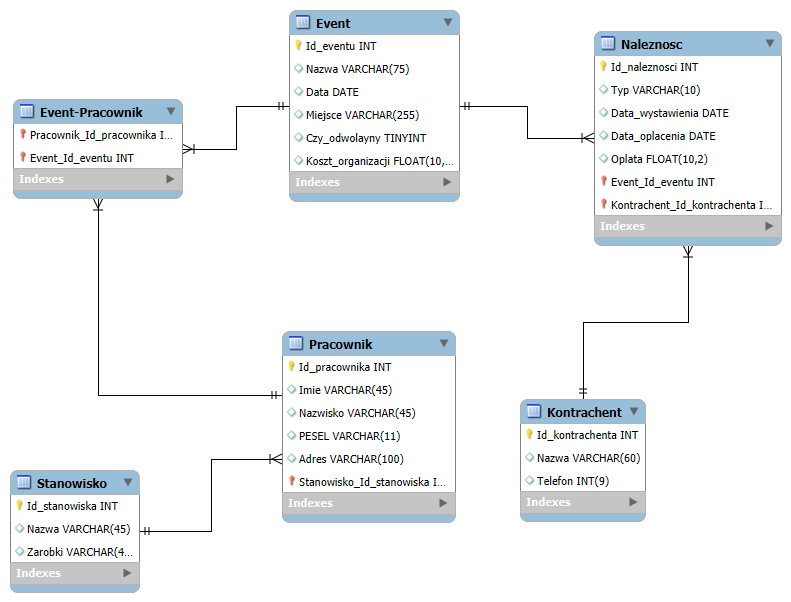 Event
Id_eventu INT
Nazwa VARCHAR(75)
Data DATE
Miejsce VARCHAR(255)
Czy_odwolayny TINYINT
Koszt_organizacji FLOAT(10,...
Indexes
Naleznosc
Id_naleznosci INT
Typ VARCHAR(10)
Data_wystawienia DATE
Data_oplacenia DATE
Oplata FLOAT(10,2)
Event_Id_eventu INT
Kontrachent_Id_kontrachenta I...
Indexes
Event-Pracownik
Pracownik_Id_pracownika I...
Event_Id_eventu INT
Indexes
Pracownik
Id_pracownika INT
Imie VARCHAR(45)
Nazwisko VARCHAR(45)
PESEL VARCHAR(11)
Adres VARCHAR(100)
Stanowisko_Id_stanowiska I...
Indexes
Kontrachent
Id_kontrachenta INT
Nazwa VARCHAR(60)
Telefon INT(9)
Indexes
Stanowisko
Id_stanowiska INT
Nazwa VARCHAR(45)
Zarobki VARCHAR(4...
Indexes